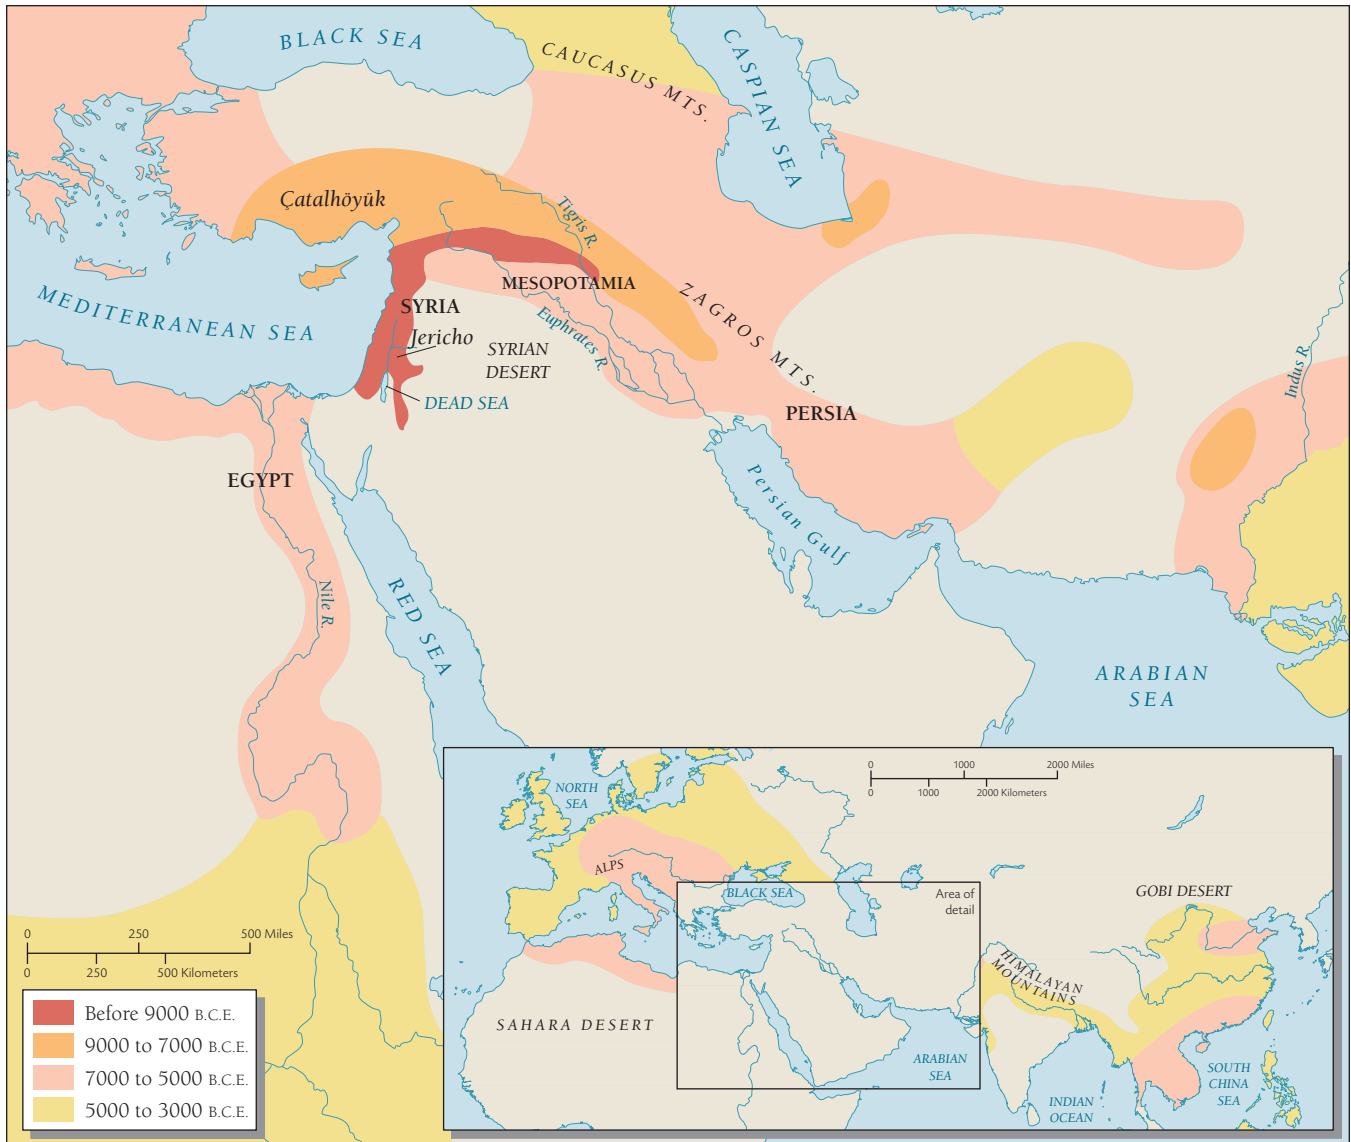 BLACK SEA
CAUCASUS MTS.
CASPIAN SEA
Çatalhöyük
Tigris R.
MESOPOTAMIA
ZAGROS MTS.
MEDITERRANEAN SEA
SYRIA
Jericho
Euphrates R.
SYRIAN
DESERT
DEAD SEA
PERSIA
Indus R.
EGYPT
Persian Gulf
Nile R.
RED SEA
ARABIAN
SEA
0 250 500 Miles
0 250 500 Kilometers
Before 9000 B.C.E.
9000 to 7000 B.C.E.
7000 to 5000 B.C.E.
5000 to 3000 B.C.E.
0 1000 2000 Miles
0 1000 2000 Kilometers
NORTH
SEA
ALPS
BLACK SEA
Area of
detail
GOBI DESERT
HIMALAYAN
MOUNTAINS
SAHARA DESERT
ARABIAN
SEA
INDIAN
OCEAN
SOUTH
CHINA
SEA